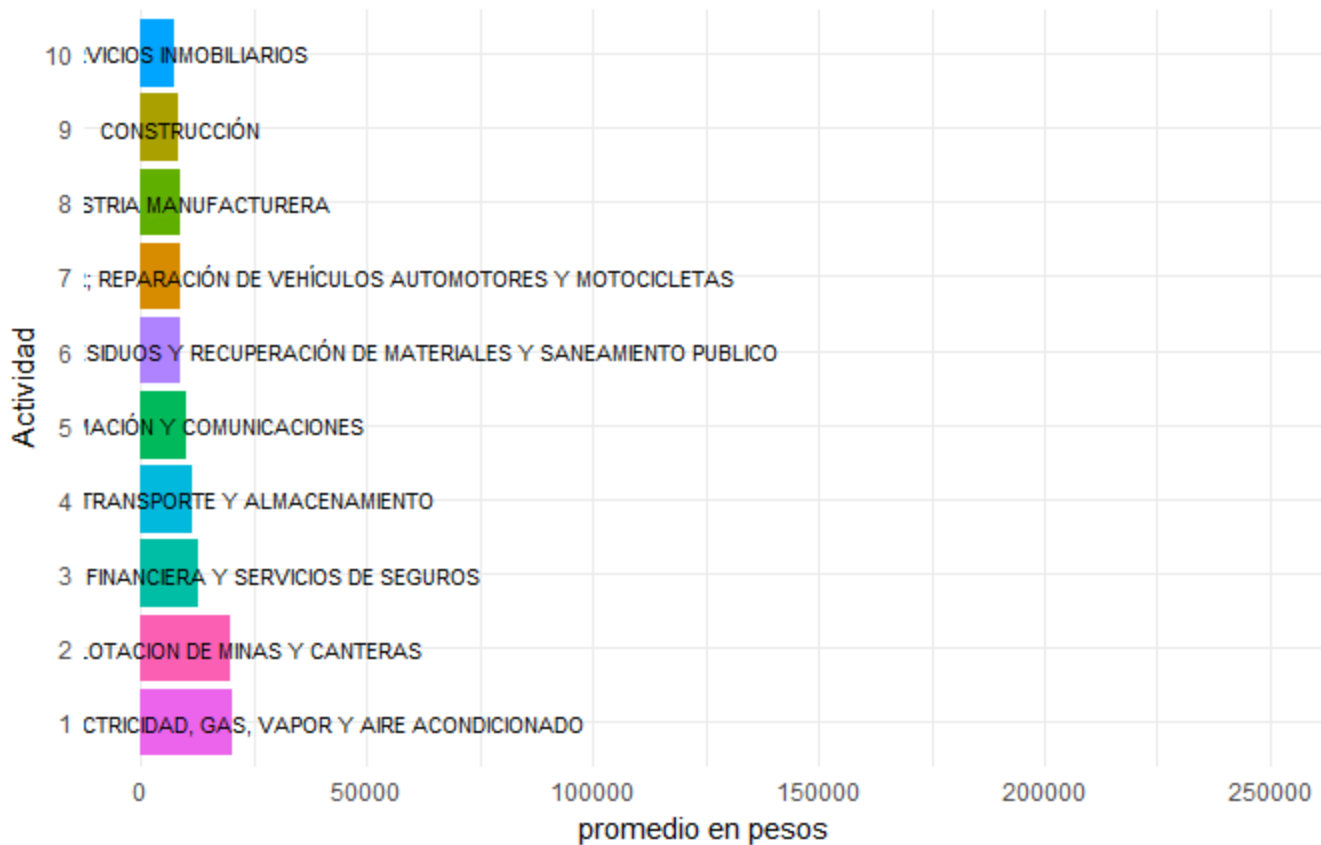 10 VICIOS INMOBILIARIOS
9 CONSTRUCCIÓN
8 STRIA MANUFACTURERA
7 ; REPARACIÓN DE VEHÍCULOS AUTOMOTORES Y MOTOCICLETAS
6 SIDUOS Y RECUPERACIÓN DE MATERIALES Y SANEAMIENTO PUBLICO
Actividad
5 MACIÓN Y COMUNICACIONES
4 TRANSPORTE Y ALMACENAMIENTO
3 FINANCIERA Y SERVICIOS DE SEGUROS
2 LOTACION DE MINAS Y CANTERAS
1 CTRICIDAD, GAS, VAPOR Y AIRE ACONDICIONADO
0 50000 100000 150000 200000 250000
promedio en pesos